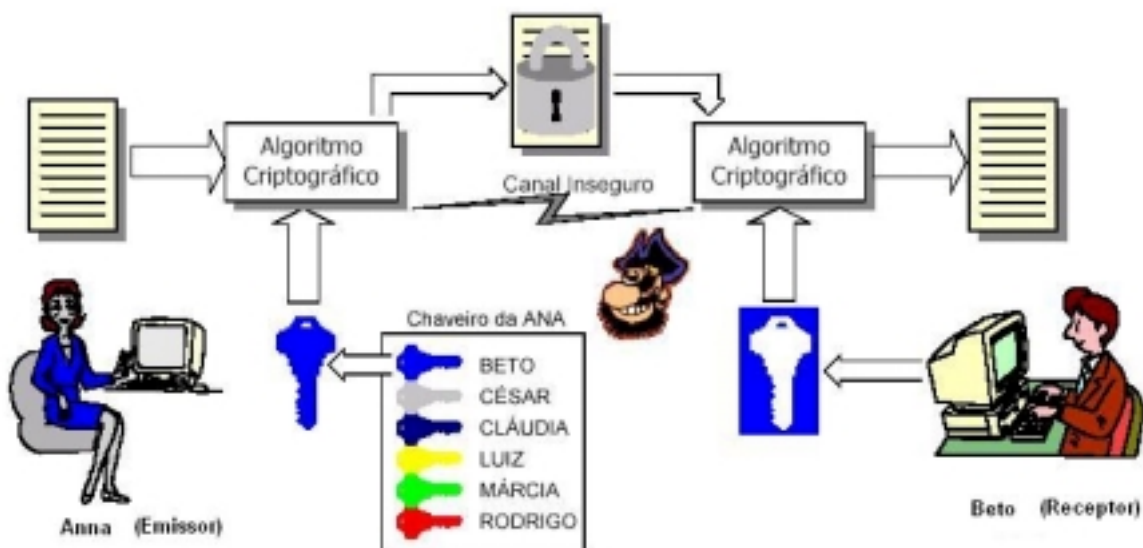 Algoritmo
Criptográfico
Canal Inseguro
Algoritmo
Criptográfico
Chaveiro da ANA
BETO
CÉSAR
CLÁUDIA
LUIZ
MÁRCIA
RODRIGO
Anna (Emissor)
Beto (Receptor)